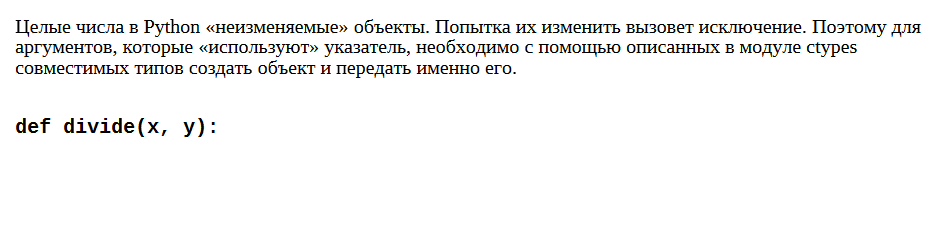 Целые числа в Python «неизменяемые» объекты. Попытка их изменить вызовет исключение. Поэтому для
аргументов, которые «используют» указатель, необходимо с помощью описанных в модуле ctypes
совместимых типов создать объект и передать именно его.
def divide(x, y):